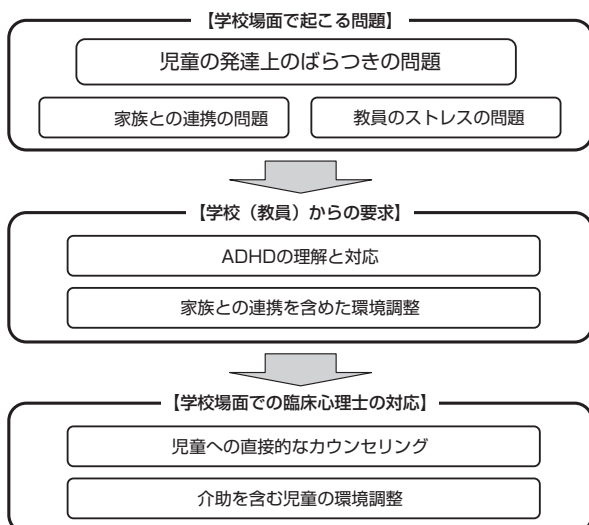 【学校場面で起こる問題】
児童の発達上のばらつきの問題
家族との連携の問題
教員のストレスの問題
【学校（教員）からの要求】
ADHDの理解と対応
家族との連携を含めた環境調整
【学校場面での臨床心理士の対応】
児童への直接的なカウンセリング
介助を含む児童の環境調整